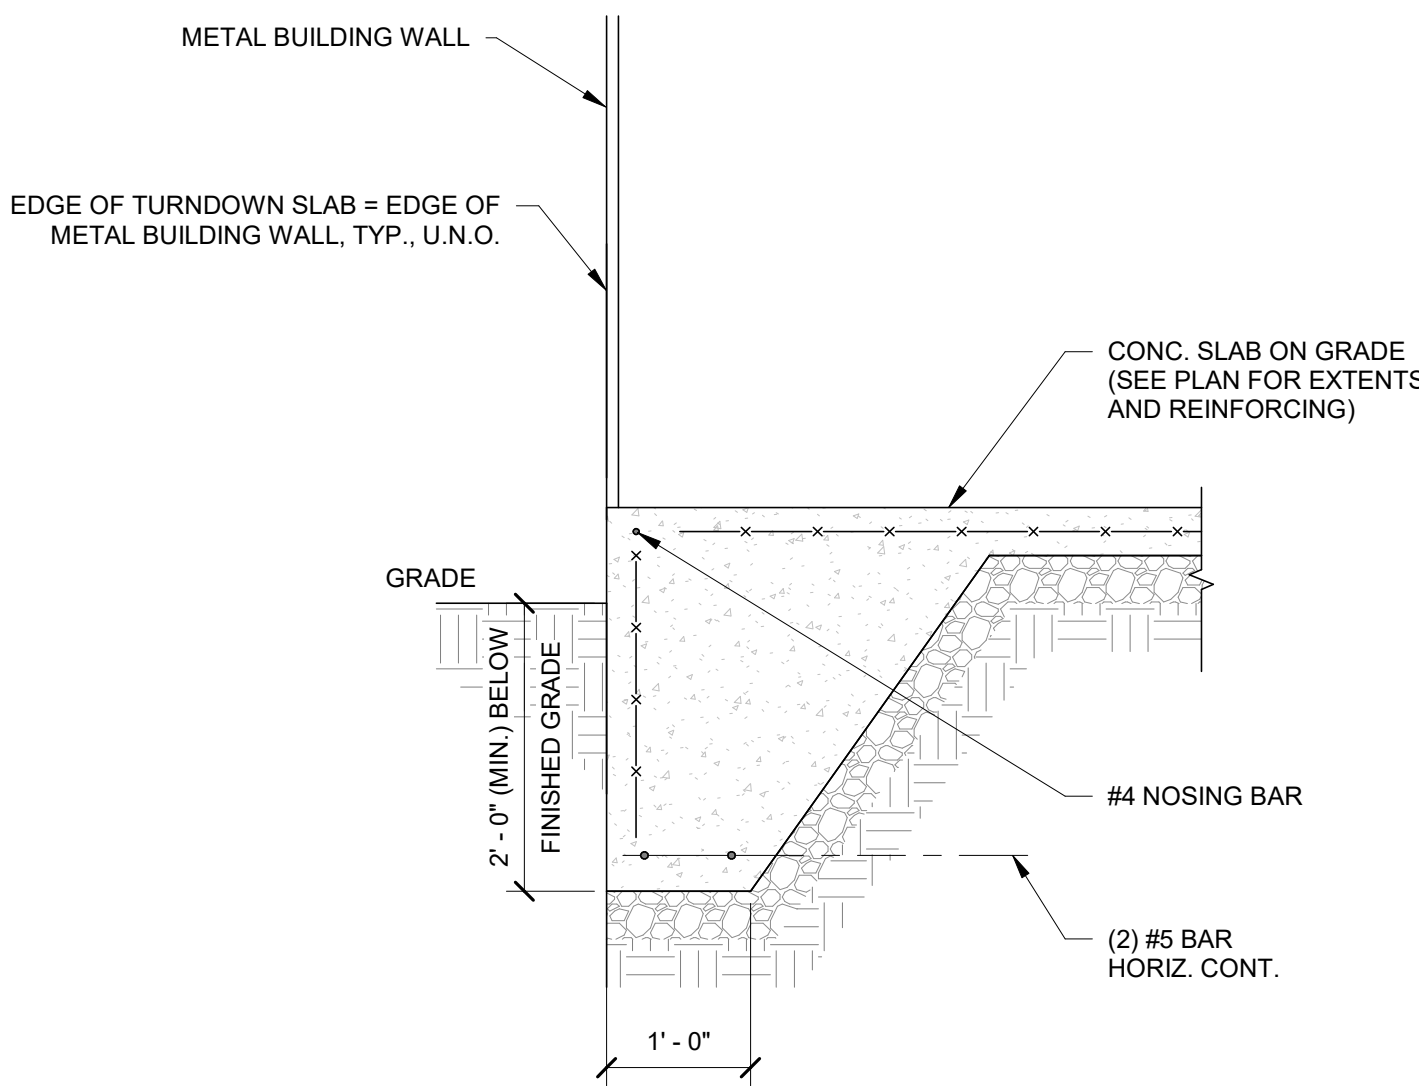 METAL BUILDING WALL
EDGE OF TURNDOWN SLAB = EDGE OF
METAL BUILDING WALL, TYP., U.N.O.
CONC. SLAB ON GRADE
(SEE PLAN FOR EXTENTS
AND REINFORCING)
GRADE
2' - 0" (MIN.) BELOW
FINISHED GRADE
#4 NOSING BAR
(2) #5 BAR
HORIZ. CONT.
1' - 0"